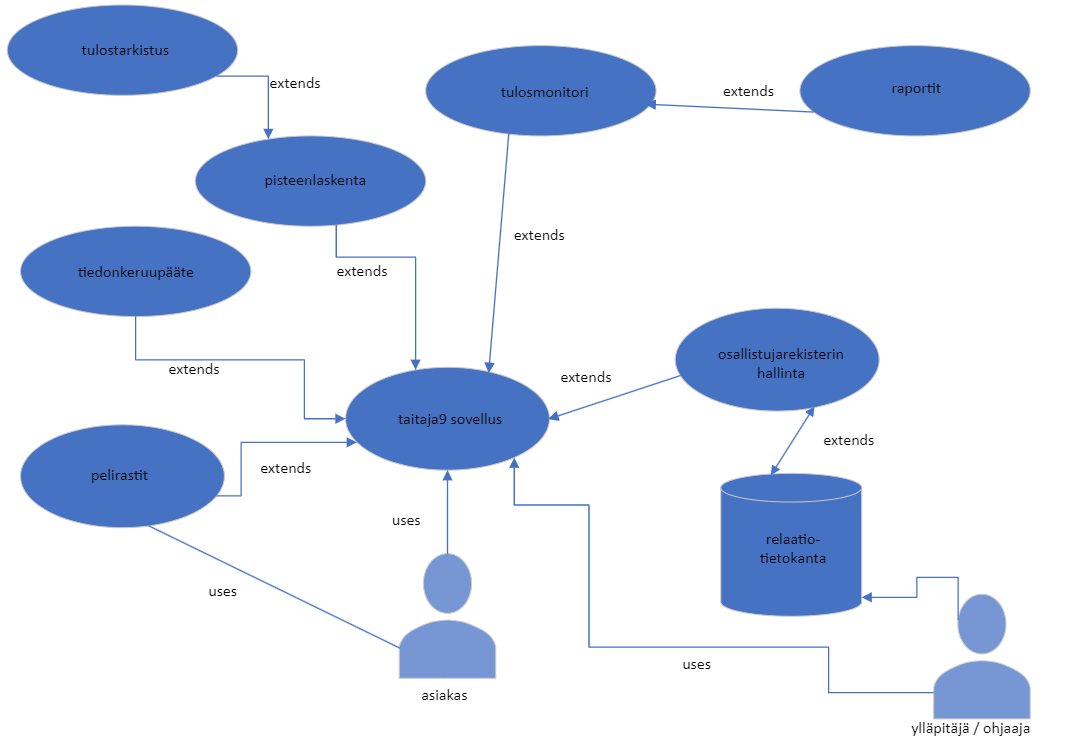 tulostarkistus
extends
tulosmonitori
extends
raportit
pisteenlaskenta
extends
tiedonkeruupääte
extends
extends
osallistujarekisterin
hallinta
extends
taitaja9 sovellus
extends
pelirastit
extends
uses
relaatio-
tietokanta
uses
asiakas
uses
ylläpitäjä / ohjaaja